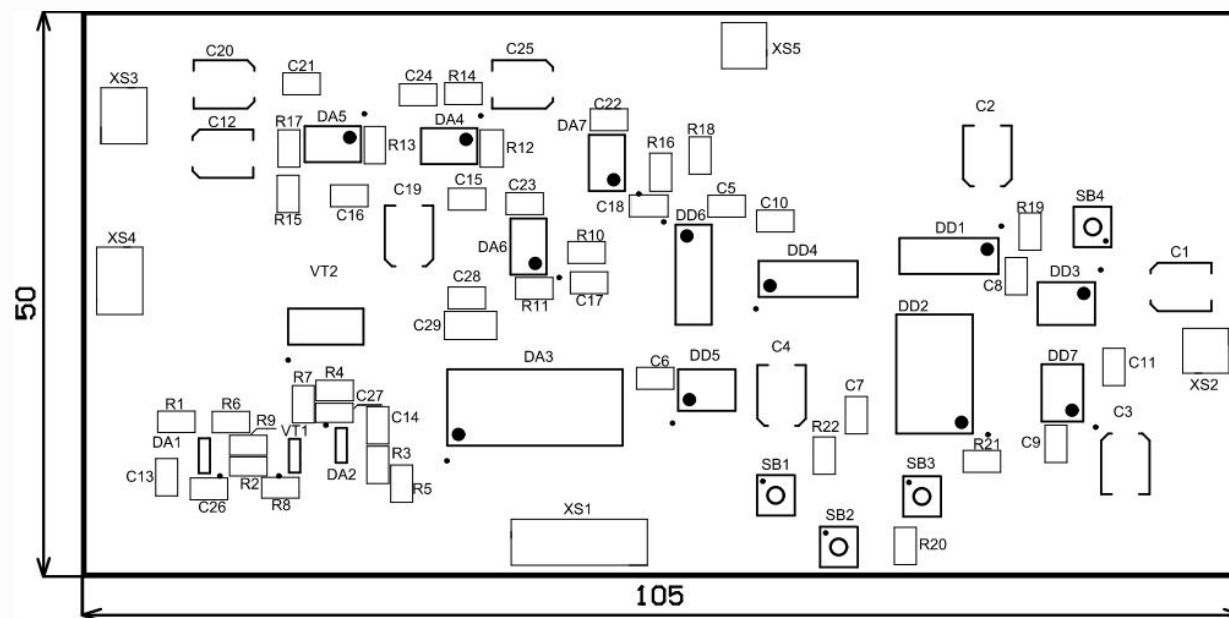 XS5
C20
C25
C21
XS3
C24
R14
C22
C2
C12
R17
DA5
DA4
DA7
R18
R13
R12
R16
C15
C23
C5
R15
C16
C19
C18
C10
R19
SB4
DD6
DD1
XS4
DA6
R10
DD4
C1
VT2
C8
DD3
C28
R11
C17
50
C29
DD2
C4
DA3
C6
DD5
DD7
C11
XS2
R7
R4
C27
C7
R1
R6
R9
C14
R22
C3
DA1
VT1
C9
R21
C13
R2
DA2
R3
SB1
SB3
C26
R8
R5
XS1
SB2
R20
105